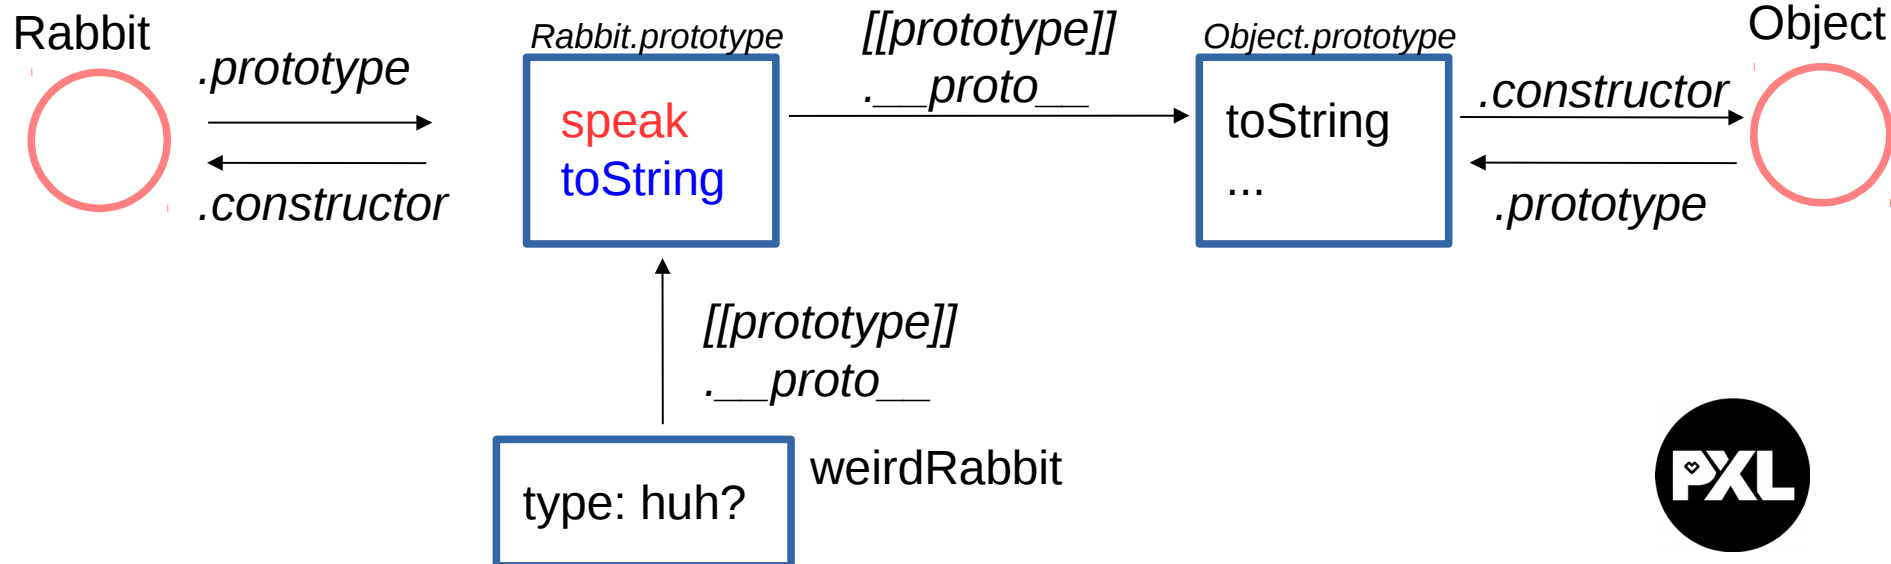 Rabbit
.prototype
.constructor
Rabbit.prototype
speak
toString
[[prototype]]
.__proto__
Object.prototype
toString
...
.constructor
.prototype
Object
[[prototype]]
.__proto__
type: huh?
weirdRabbit
PXL